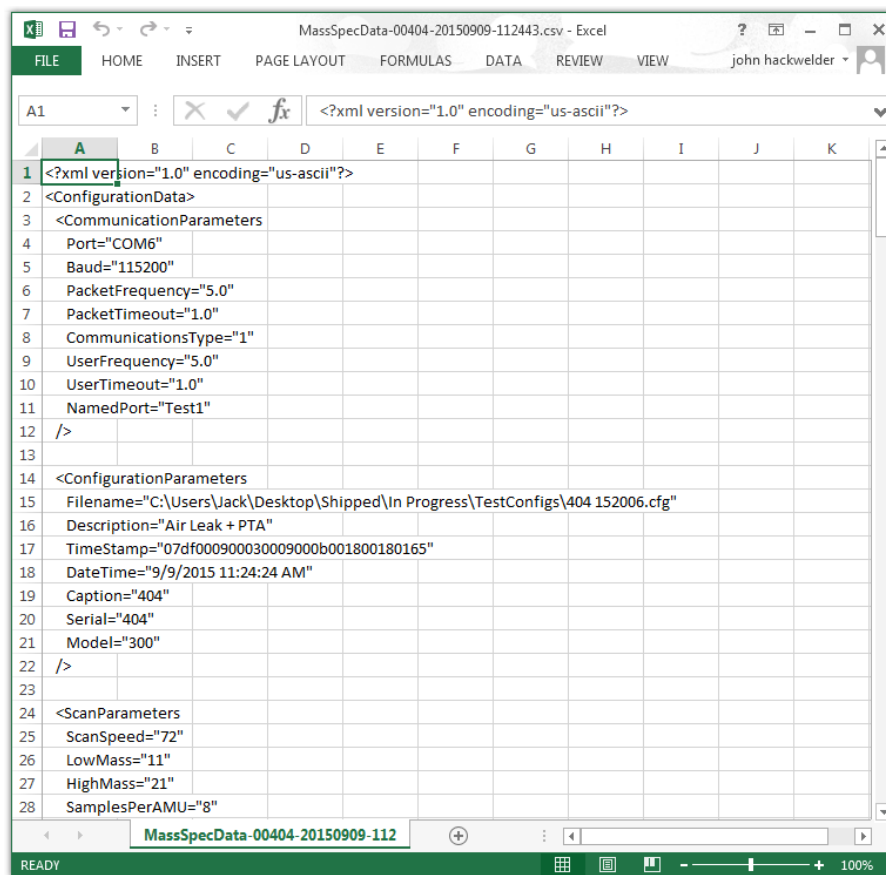 MassSpecData-00404-20150909-112443.csv - Excel
?
FILE HOME INSERT PAGE LAYOUT FORMULAS DATA REVIEW VIEW john hackwelder
A1 fx <?xml version="1.0" encoding="us-ascii"?>
A B C D E F G H I J K
1 <?xml version="1.0" encoding="us-ascii"?>
2 <ConfigurationData>
3 <CommunicationParameters
4 Port="COM6"
5 Baud="115200"
6 PacketFrequency="5.0"
7 PacketTimeout="1.0"
8 CommunicationsType="1"
9 UserFrequency="5.0"
10 UserTimeout="1.0"
11 NamedPort="Test1"
12 />
13
14 <ConfigurationParameters
15 Filename="C:\Users\Jack\Desktop\Shipped\In Progress\TestConfigs\404 152006.cfg"
16 Description="Air Leak + PTA"
17 TimeStamp="07df000900030009000b001800180165"
18 DateTime="9/9/2015 11:24:24 AM"
19 Caption="404"
20 Serial="404"
21 Model="300"
22 />
23
24 <ScanParameters
25 ScanSpeed="72"
26 LowMass="11"
27 HighMass="21"
28 SamplesPerAMU="8"
MassSpecData-00404-20150909-112
READY 100%